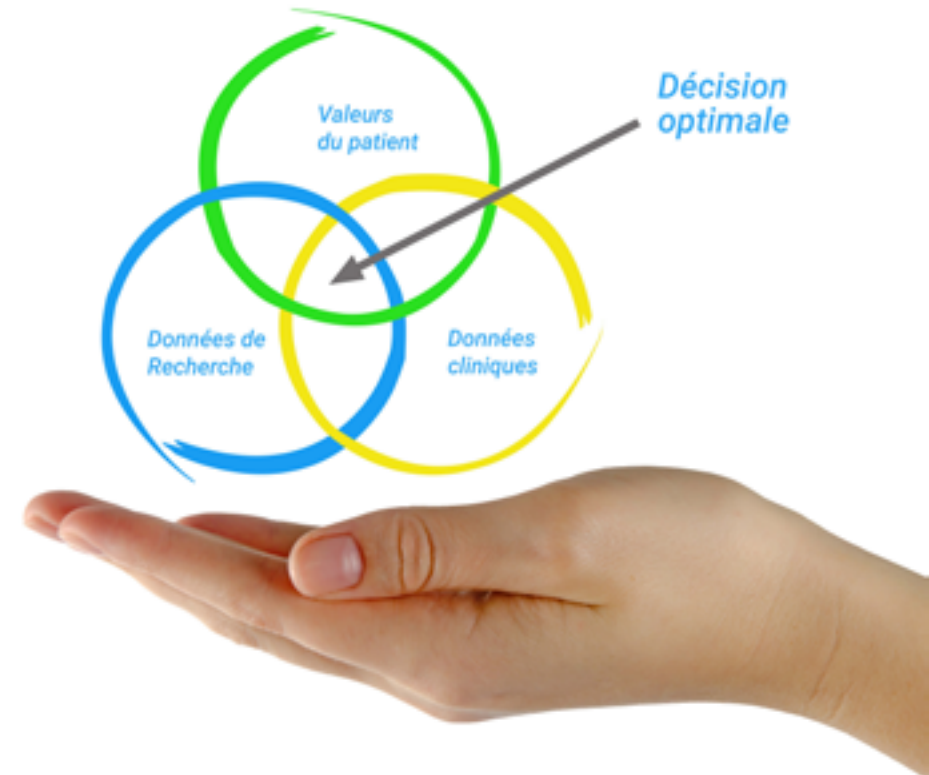 Décision
optimale
Valeurs
du patient
Données de
Recherche
Données
cliniques